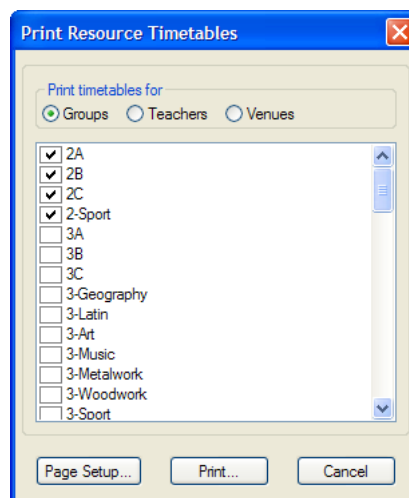 Print Resource Timetables
Print timetables for
Groups Teachers Venues
2A
2B
2C
2-Sport
3A
3B
3C
3-Geography
3-Latin
3-Art
3-Music
3-Metalwork
3-Woodwork
3-Sport
Page Setup... Print... Cancel